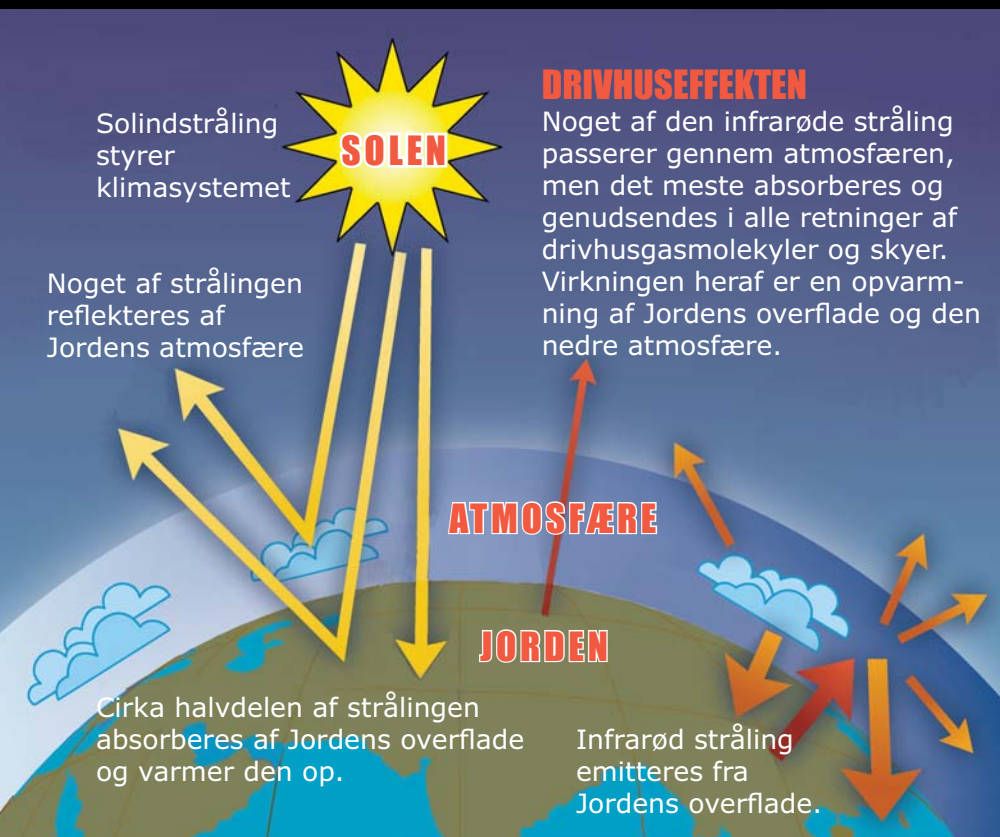 Solindstråling
styrer
klimasystemet
SOLEN
DRIVHUSEFFEKTEN
Noget af den infrarøde stråling
passerer gennem atmosfæren,
men det meste absorberes og
genudsendes i alle retninger af
drivhusgasmolekyler og skyer.
Virkningen heraf er en opvarm-
ning af Jordens overflade og den
nedre atmosfære.
Noget af strålingen
reflekteres af
Jordens atmosfære
ATMOSFÆRE
JORDEN
Cirka halvdelen af strålingen
absorberes af Jordens overflade
og varmer den op.
Infrarød stråling
emitteres fra
Jordens overflade.